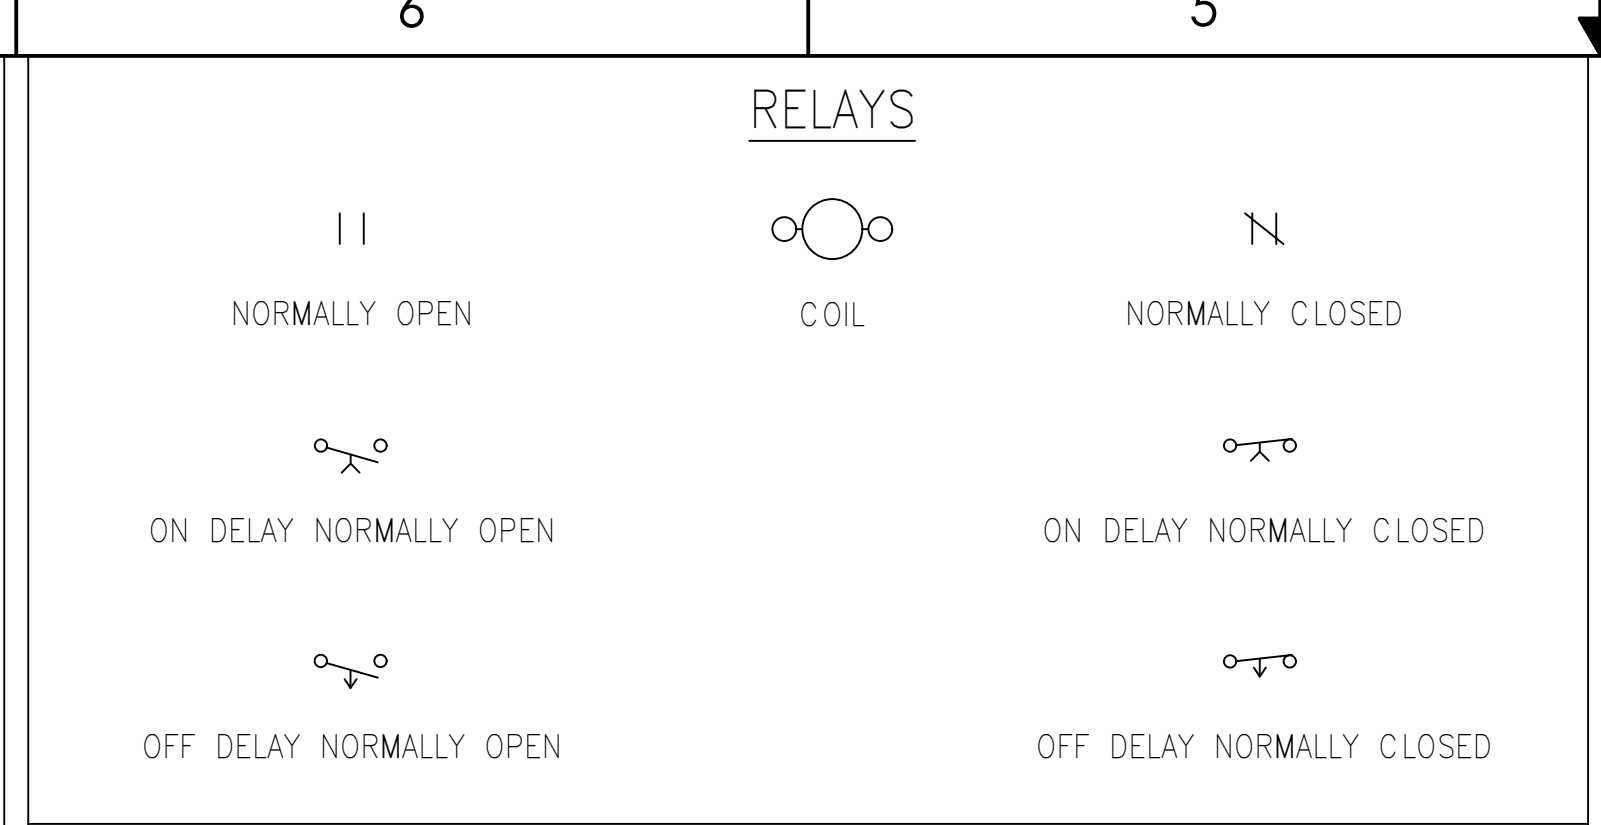 6 5
RELAYS
NORMALLY OPEN COIL NORMALLY CLOSED
ON DELAY NORMALLY OPEN ON DELAY NORMALLY CLOSED
OFF DELAY NORMALLY OPEN OFF DELAY NORMALLY CLOSED